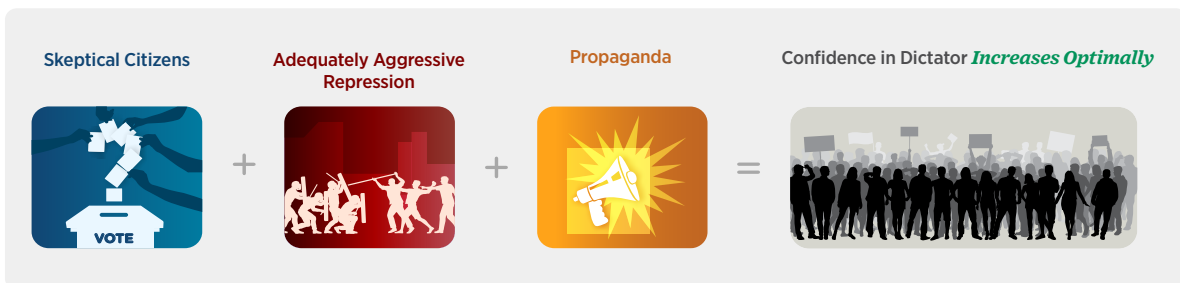 Skeptical Citizens
Adequately Aggressive
Repression
Propaganda
Confidence in Dictator Increases Optimally
+
+
=
VOTE